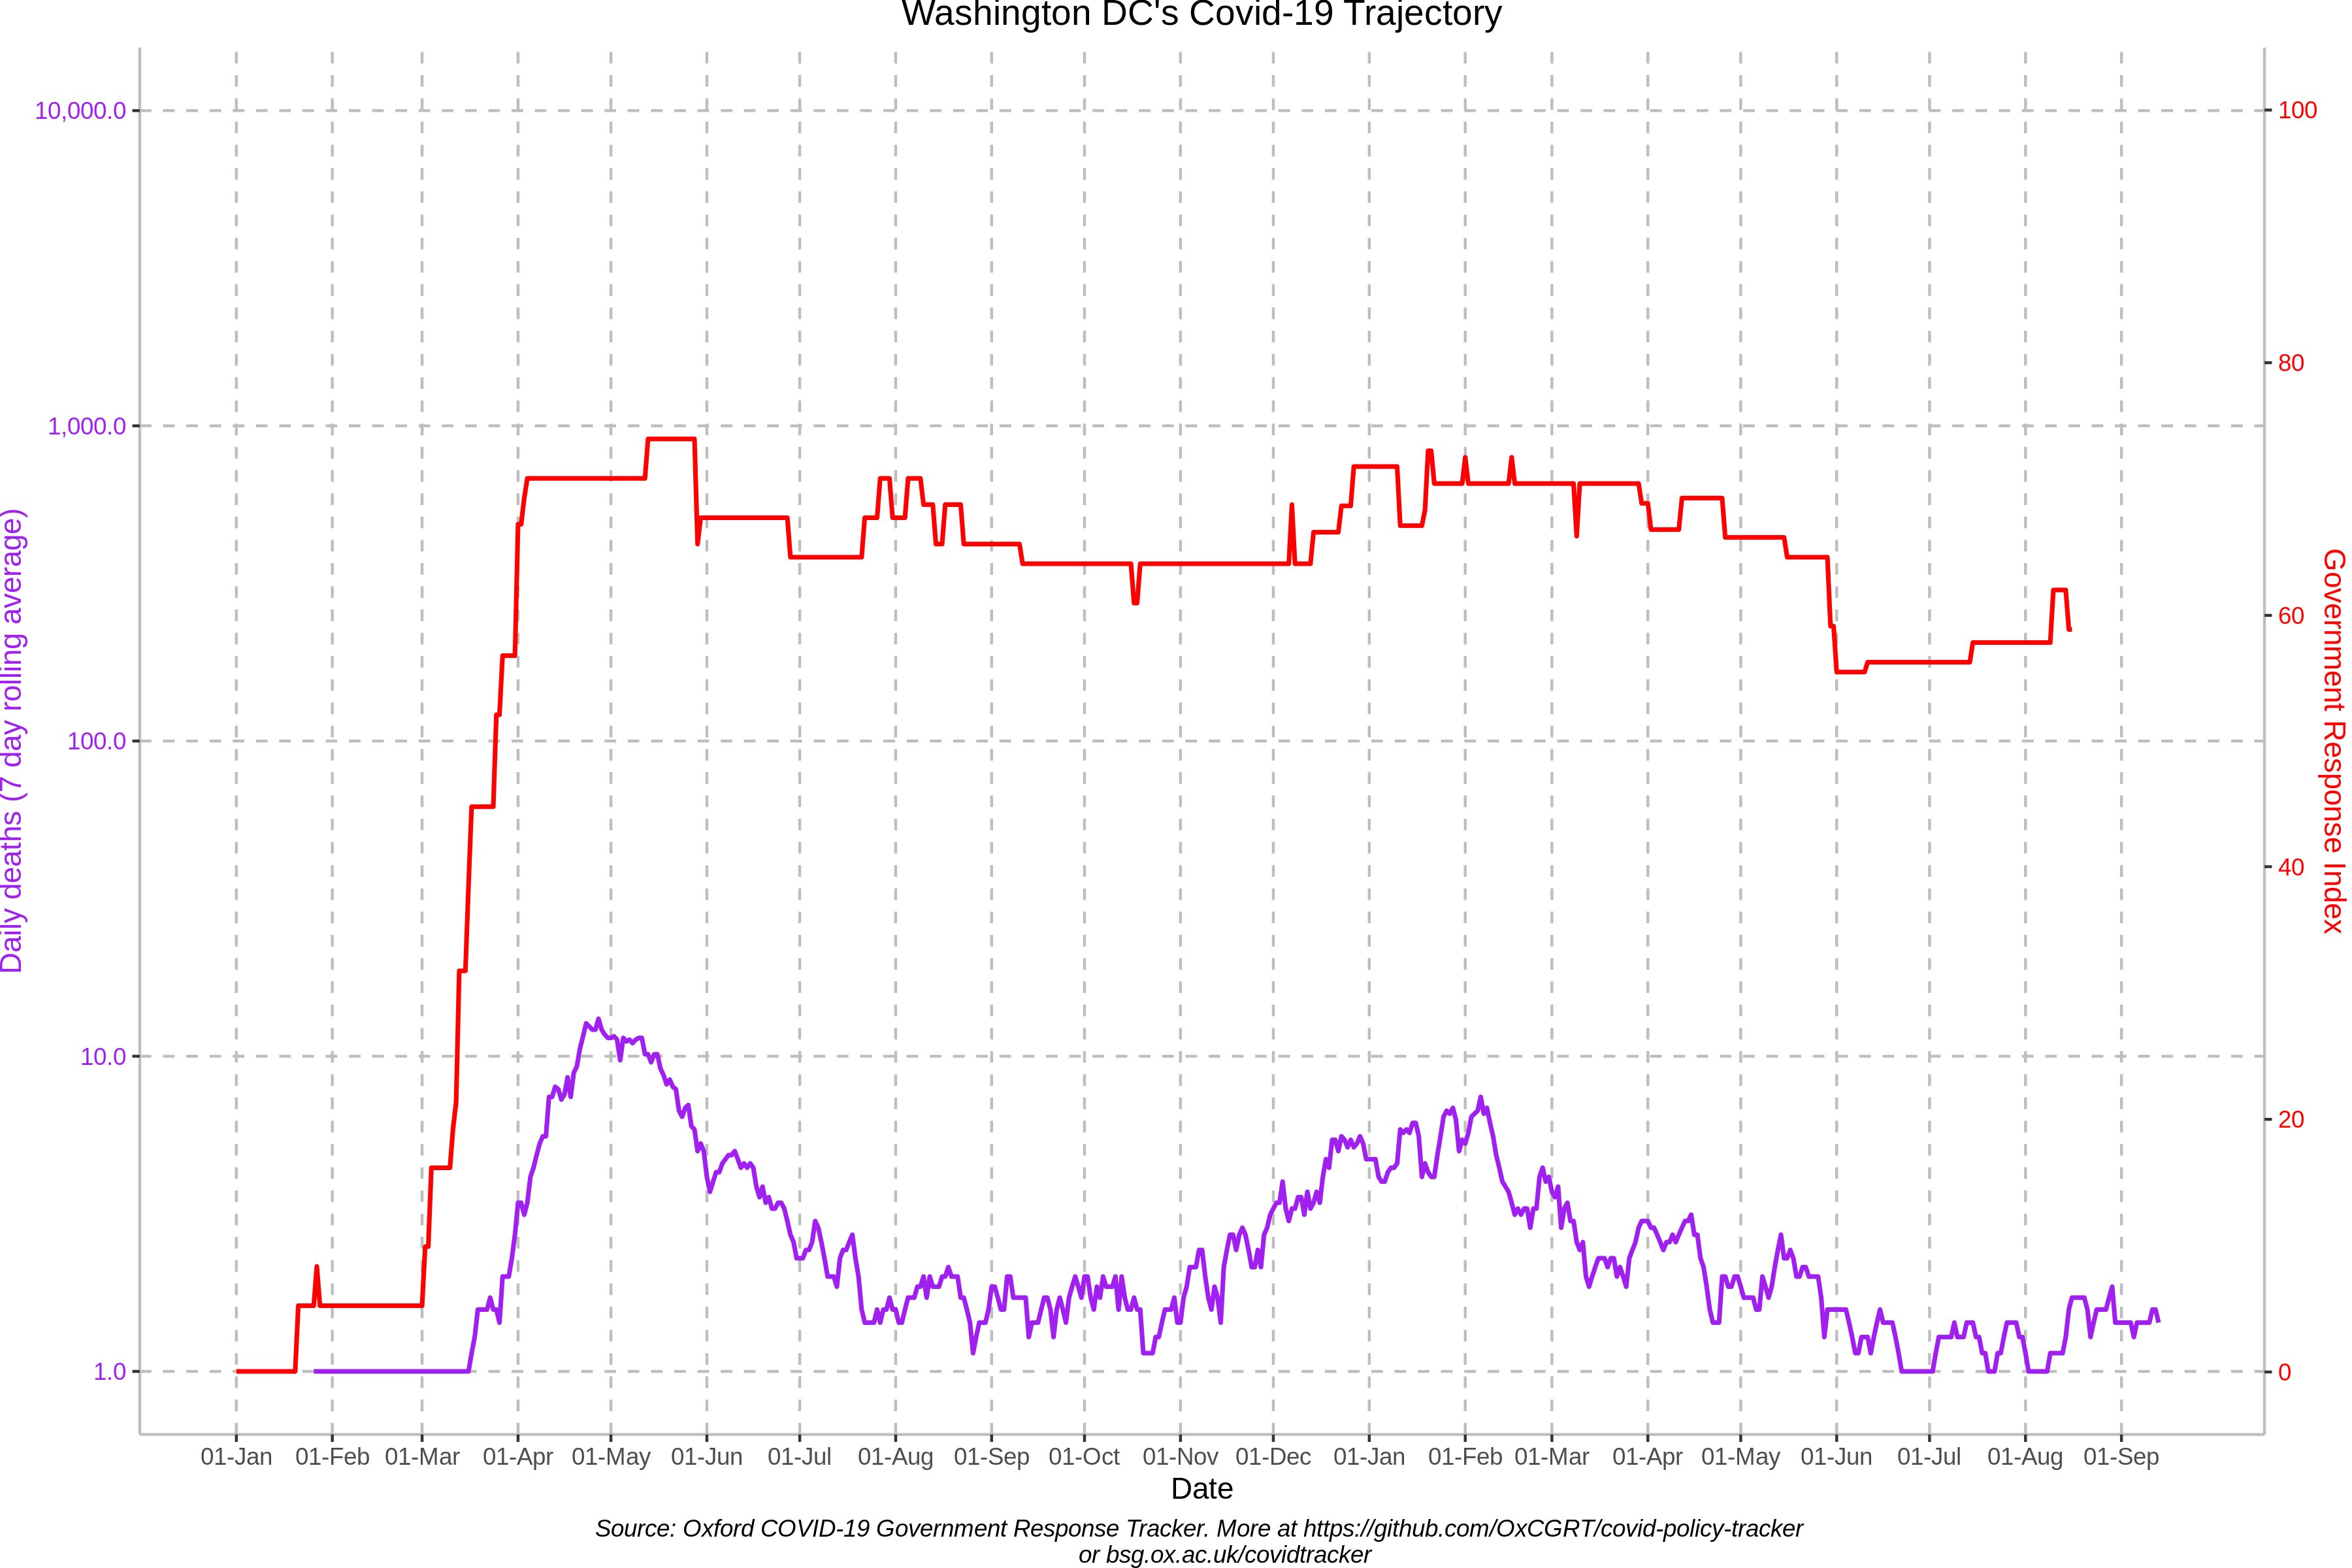 Washington DC's Covid-19 Trajectory
Daily deaths (7 day rolling average)
10,000.0
1,000.0
100.0
10.0
1.0
100
80
60
40
20
0
Government Response Index
01-Jan 01-Feb 01-Mar 01-Apr 01-May 01-Jun 01-Jul 01-Aug 01-Sep 01-Oct 01-Nov 01-Dec 01-Jan 01-Feb 01-Mar 01-Apr 01-May 01-Jun 01-Jul 01-Aug 01-Sep
Date
Source: Oxford COVID-19 Government Response Tracker. More at https://github.com/OxCGRT/covid-policy-tracker
or bsg.ox.ac.uk/covidtracker